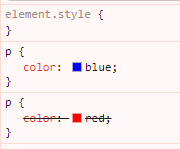 element.style {
}
p {
color: blue;
}
p {
color: red;
}